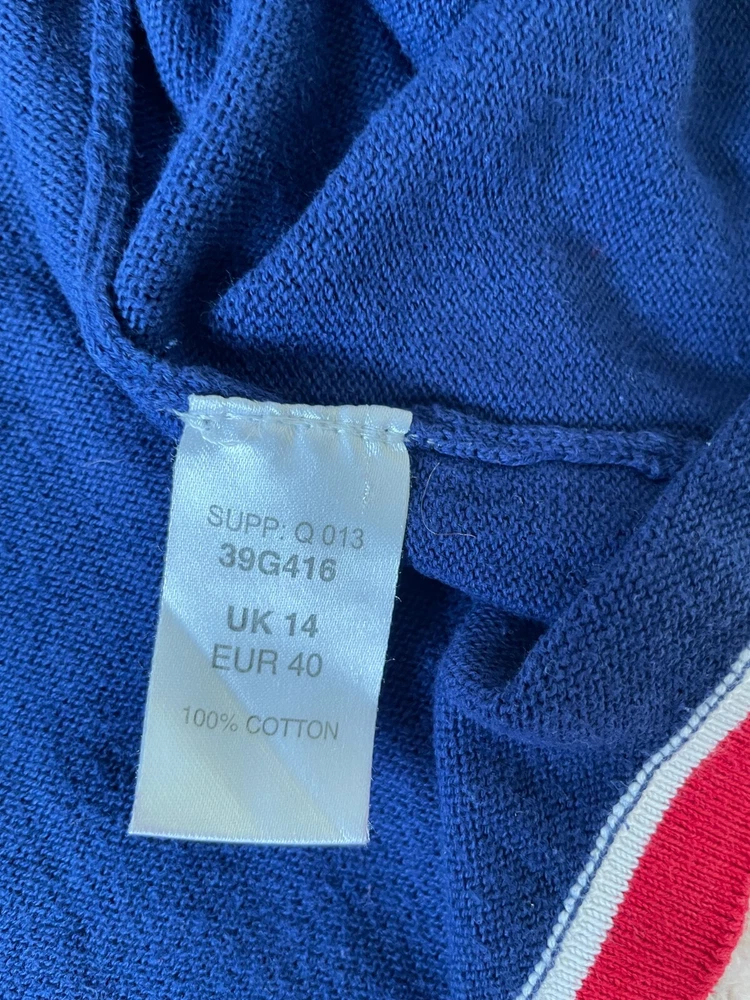 SUPP: Q 013
39G416
UK 14
EUR 40
100% COTTON